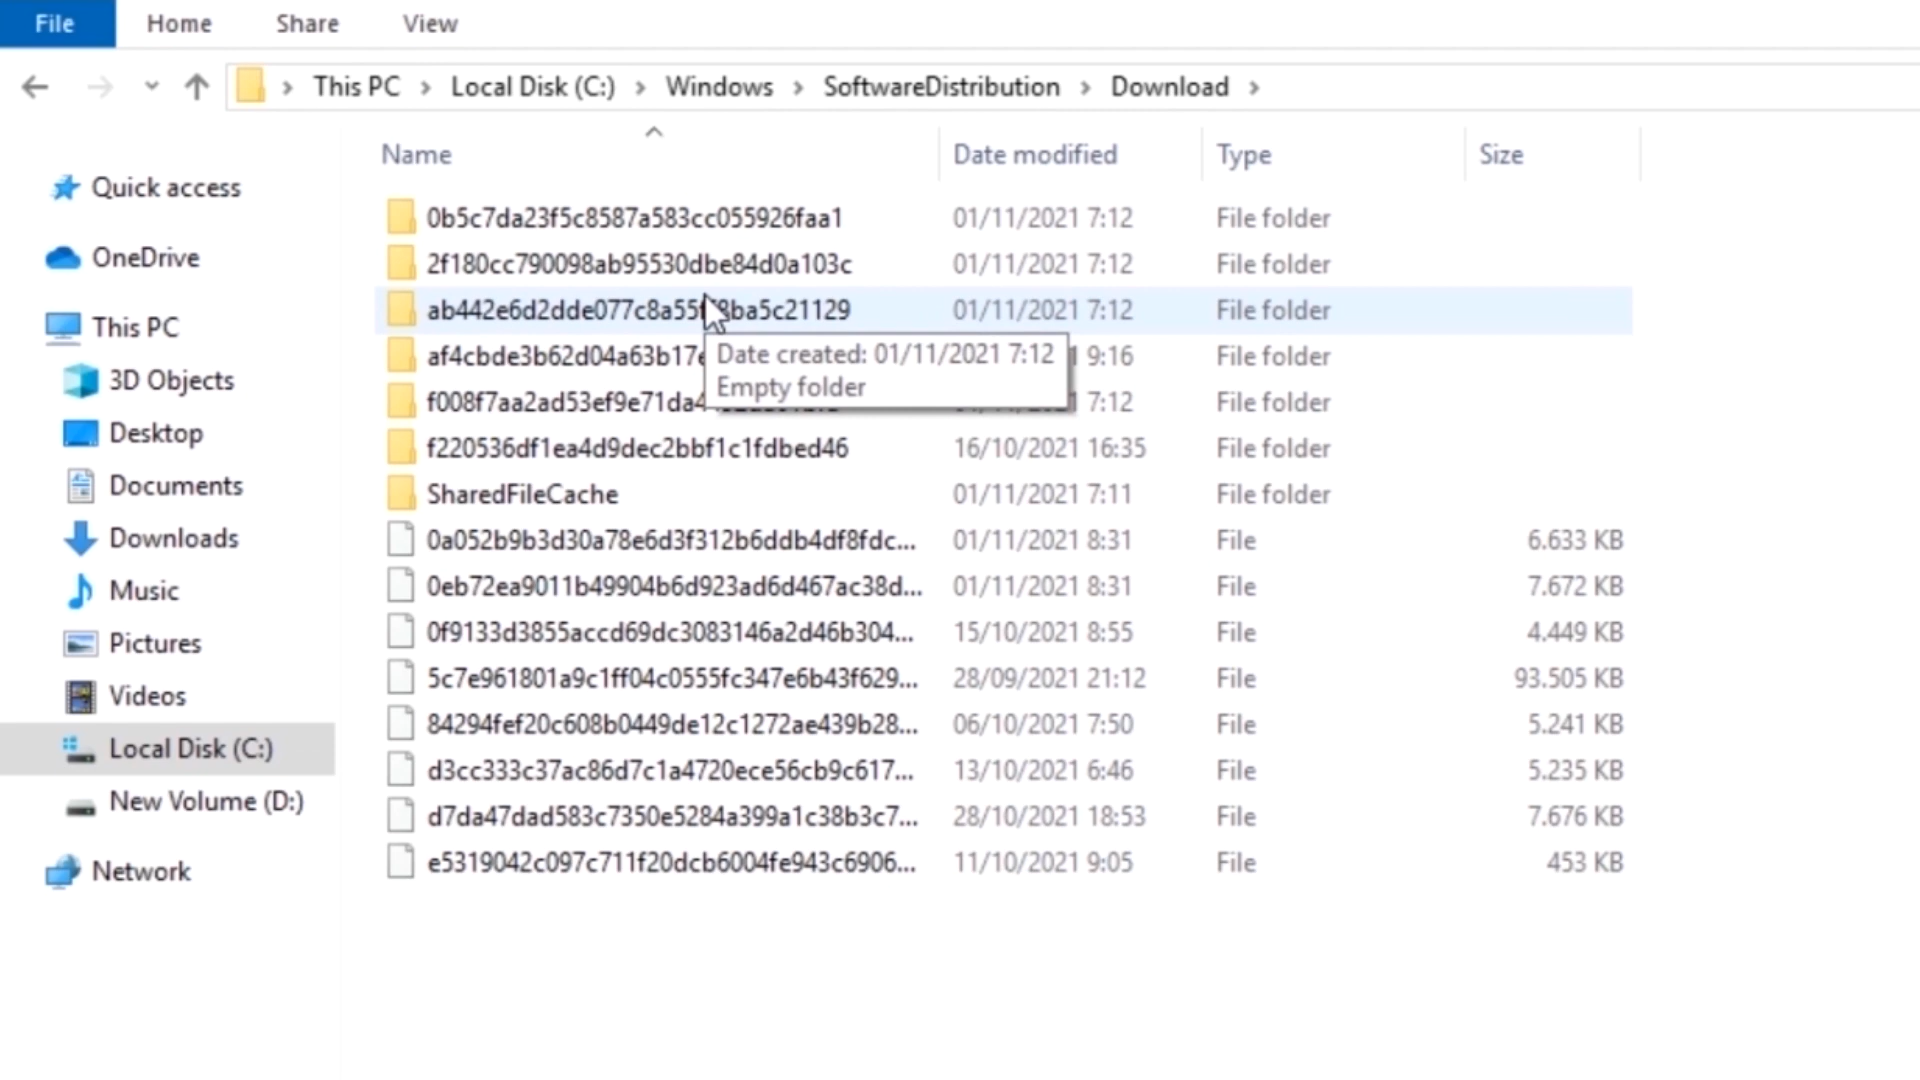 File Home Share View
This PC Local Disk (C:) Windows SoftwareDistribution Download
Name Date modified Type Size
Quick access
OneDrive
This PC
3D Objects
Desktop
Documents
Downloads
Music
Pictures
Videos
Local Disk (C:)
New Volume (D:)
Network
0b5c7da23f5c8587a583cc055926faa1 01/11/2021 7:12 File folder
2f180cc790098ab95530dbe84d0a103c 01/11/2021 7:12 File folder
01/11/2021 7:12 File folder
Date created: 01/11/2021 7:12
Empty folder
9:16 File folder
7:12 File folder
f220536df1ea4d9dec2bbf1c1fdbed46 16/10/2021 16:35 File folder
SharedFileCache 01/11/2021 7:11 File folder
0a052b9b3d30a78e6d3f312b6ddb4df8fdc... 01/11/2021 8:31 File 6.633 KB
0eb72ea9011b49904b6d923ad6d467ac38d... 01/11/2021 8:31 File 7.672 KB
0f9133d3855accd69dc3083146a2d46b304... 15/10/2021 8:55 File 4.449 KB
5c7e961801a9c1ff04c0555fc347e6b43f629... 28/09/2021 21:12 File 93.505 KB
84294fef20c608b0449de12c1272ae439b28... 06/10/2021 7:50 File 5.241 KB
d3cc333c37ac86d7c1a4720ece56cb9c617... 13/10/2021 6:46 File 5.235 KB
d7da47dad583c7350e5284a399a1c38b3c7... 28/10/2021 18:53 File 7.676 KB
e5319042c097c711f20dcb6004fe943c6906... 11/10/2021 9:05 File 453 KB